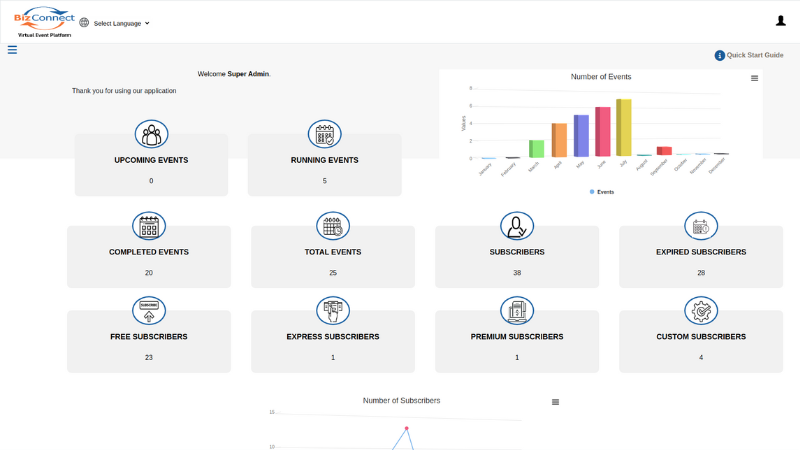 BizConnect
Virtual Event Platform
Select Language
Quick Start Guide
Welcome Super Admin.
Thank you for using our application
Number of Events
Values
8
6
4
2
0
January
February
March
April
May
June
July
August
September
October
November
December
Events
UPCOMING EVENTS
0
RUNNING EVENTS
5
COMPLETED EVENTS
20
TOTAL EVENTS
25
SUBSCRIBERS
38
EXPIRED SUBSCRIBERS
28
SUBSCRIBE
FREE SUBSCRIBERS
23
EXPRESS SUBSCRIBERS
1
PREMIUM SUBSCRIBERS
1
CUSTOM SUBSCRIBERS
4
Number of Subscribers
15
10